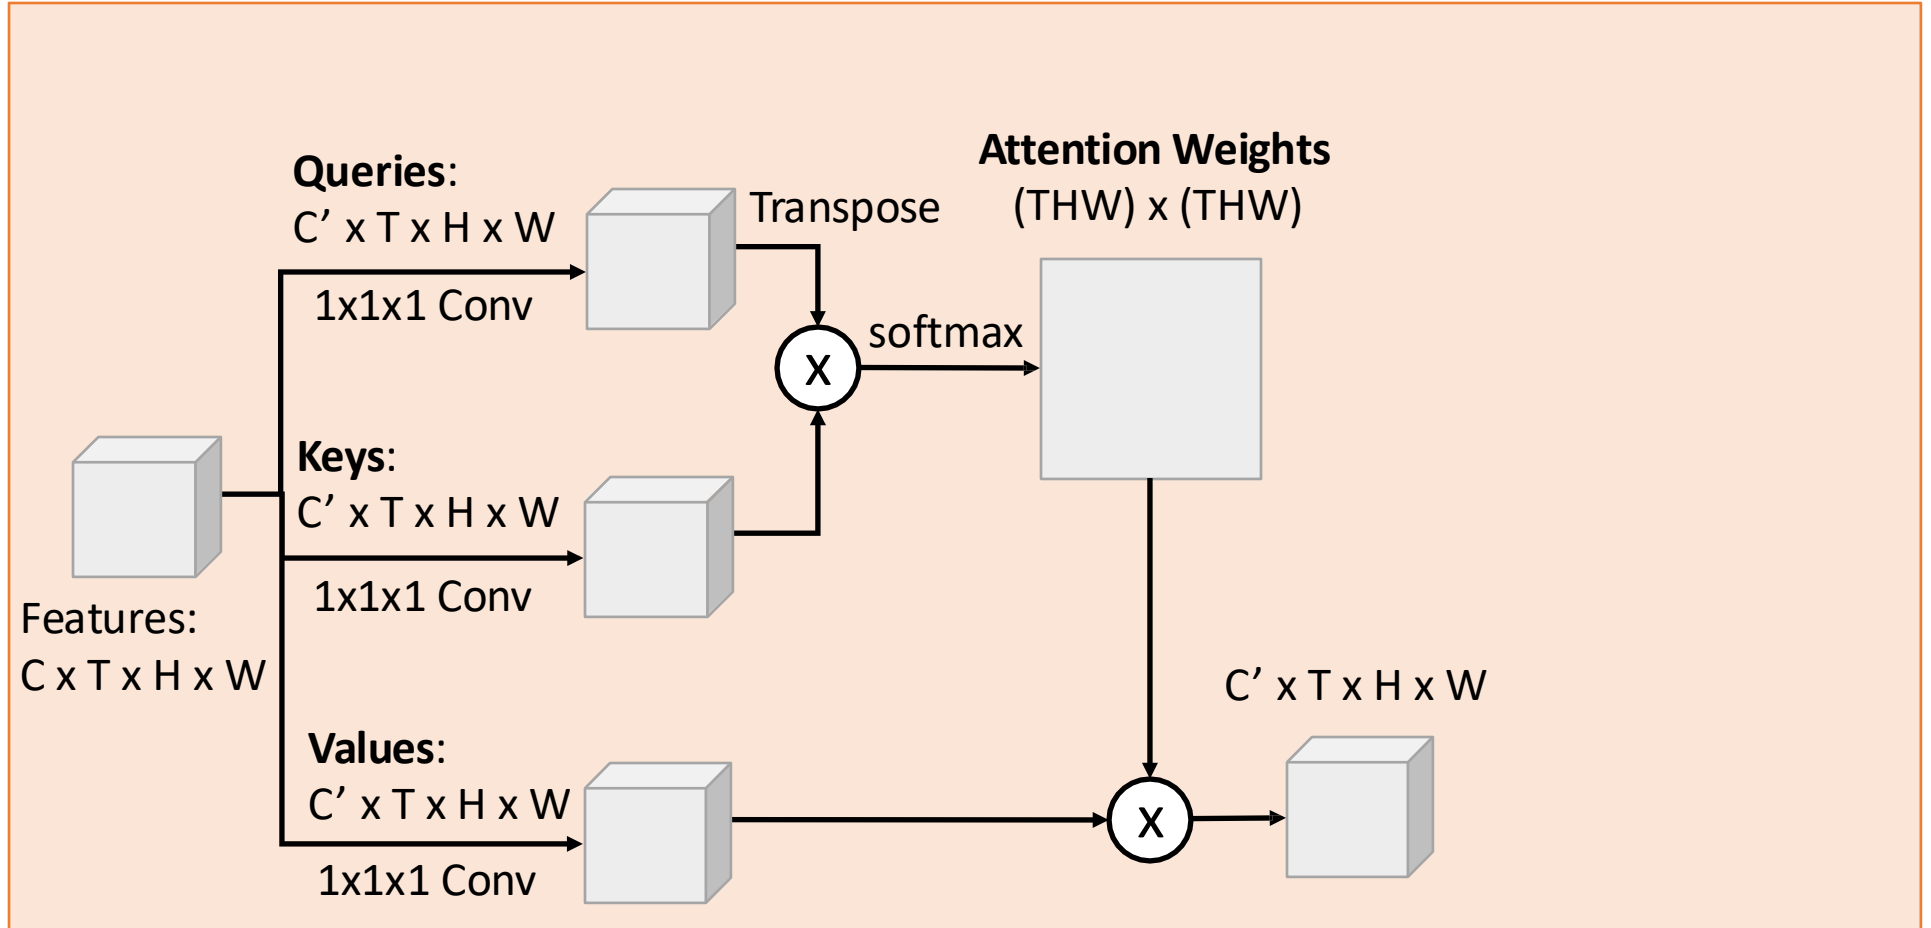 Queries:
C’ x T x H x W
1x1x1 Conv
Transpose
Attention Weights
(THW) x (THW)
x
softmax
Keys:
C’ x T x H x W
1x1x1 Conv
Features:
C x T x H x W
Values:
C’ x T x H x W
1x1x1 Conv
x
C’ x T x H x W